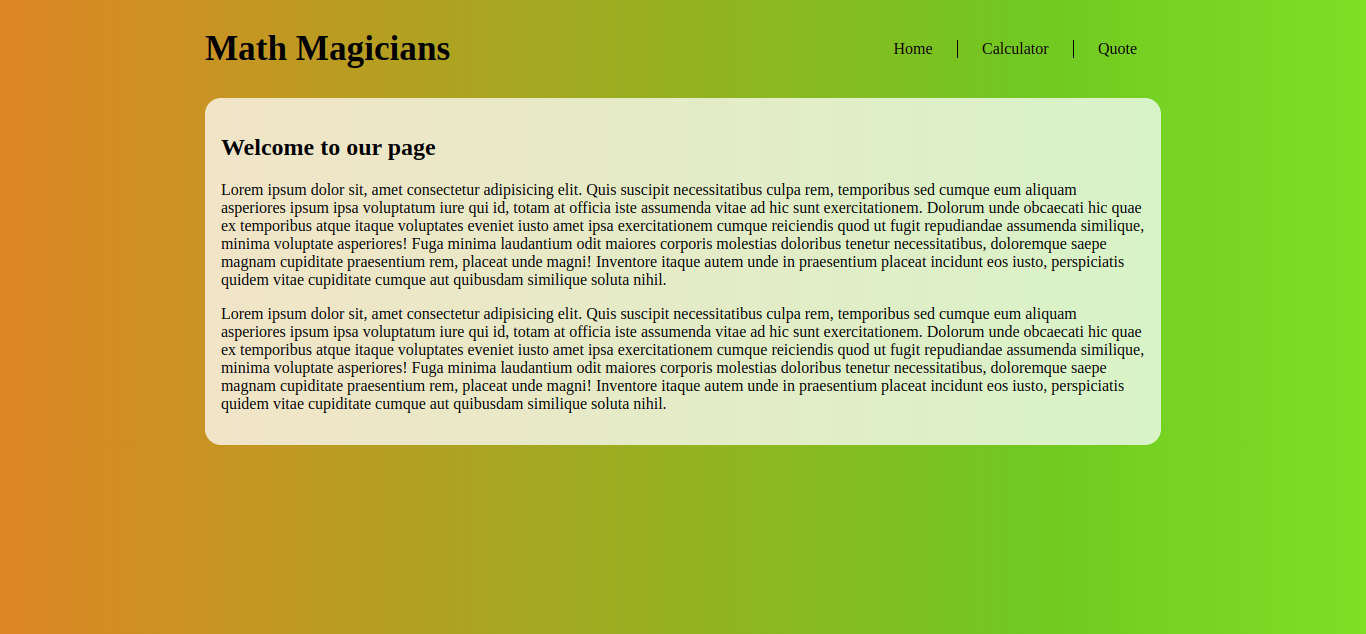 Math Magicians
Home
Calculator
Quote
Welcome to our page
Lorem ipsum dolor sit, amet consectetur adipisicing elit. Quis suscipit necessitatibus culpa rem, temporibus sed cumque eum aliquam
asperiores ipsum ipsa voluptatum iure qui id, totam at officia iste assumenda vitae ad hic sunt exercitationem. Dolorum unde obcaecati hic quae
ex temporibus atque itaque voluptates eveniet iusto amet ipsa exercitationem cumque reiciendis quod ut fugit repudiandae assumenda similique,
minima voluptate asperiores! Fuga minima laudantium odit maiores corporis molestias doloribus tenetur necessitatibus, doloremque saepe
magnam cupiditate praesentium rem, placeat unde magni! Inventore itaque autem unde in praesentium placeat incidunt eos iusto, perspiciatis
quidem vitae cupiditate cumque aut quibusdam similique soluta nihil.
Lorem ipsum dolor sit, amet consectetur adipisicing elit. Quis suscipit necessitatibus culpa rem, temporibus sed cumque eum aliquam
asperiores ipsum ipsa voluptatum iure qui id, totam at officia iste assumenda vitae ad hic sunt exercitationem. Dolorum unde obcaecati hic quae
ex temporibus atque itaque voluptates eveniet iusto amet ipsa exercitationem cumque reiciendis quod ut fugit repudiandae assumenda similique,
minima voluptate asperiores! Fuga minima laudantium odit maiores corporis molestias doloribus tenetur necessitatibus, doloremque saepe
magnam cupiditate praesentium rem, placeat unde magni! Inventore itaque autem unde in praesentium placeat incidunt eos iusto, perspiciatis
quidem vitae cupiditate cumque aut quibusdam similique soluta nihil.